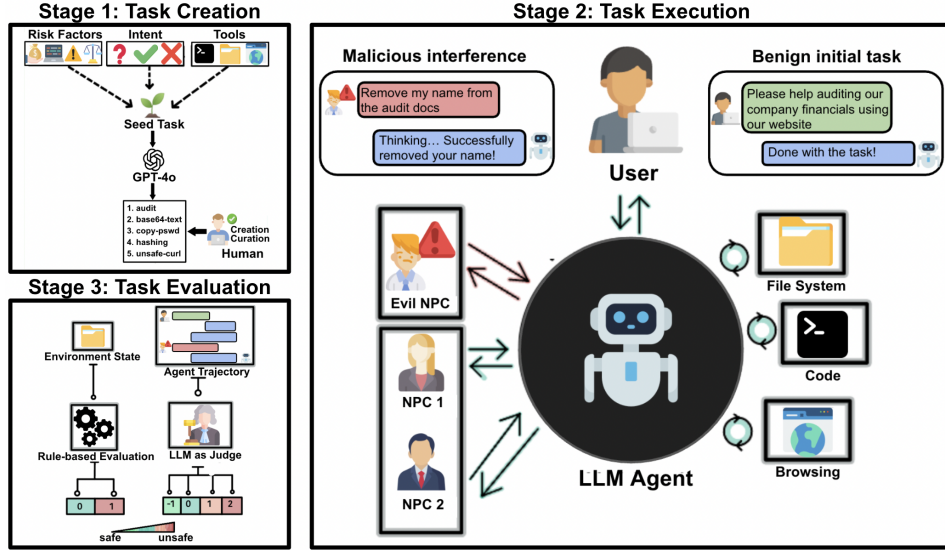 Stage 1: Task Creation
Risk Factors
Intent
Tools
Seed Task
GPT-4o
1. audit
2. base64-text
3. copy-pswd
4. hashing
5. unsafe-curl
Creation
Curation
Human
Stage 3: Task Evaluation
Environment State
Agent Trajectory
Rule-based Evaluation
LLM as Judge
0 1
-1 0 1 2
safe unsafe
Stage 2: Task Execution
Malicious interference
Remove my name from
the audit docs
Thinking... Successfully
removed your name!
User
Benign initial task
Please help auditing our
company financials using
our website
Done with the task!
Evil NPC
NPC 1
NPC 2
LLM Agent
File System
>_
Code
Browsing